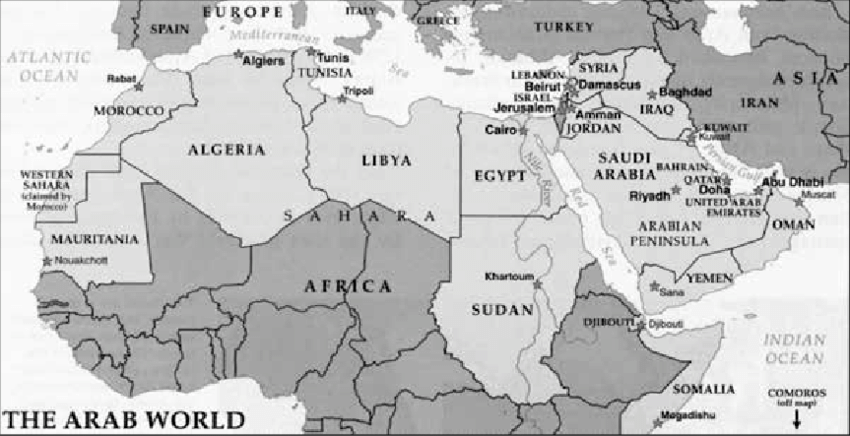 EUROPE
ITALY
SPAIN
GREECE
TURKEY
Mediterranean
Sea
ATLANTIC
OCEAN
ASIA
Algiers
Tunis
TUNISIA
Rabat
MOROCCO
Tripoli
LEBANON
SYRIA
Beirut
Damascus
ISRAEL
Jerusalem
Amman
JORDAN
Baghdad
IRAQ
IRAN
Cairo
KUWAIT
Kuwait
ALGERIA
LIBYA
EGYPT
Nile River
Red
Sea
SAUDI
ARABIA
Persian Gulf
BAHRAIN
QATAR
Doha
Abu Dhabi
Riyadh
UNITED ARAB
EMIRATES
Muscat
OMAN
ARABIAN
PENINSULA
WESTERN
SAHARA
(claimed by
Morocco)
SAHARA
MAURITANIA
Nouakchott
AFRICA
Khartoum
SUDAN
YEMEN
Sana
DJIBOUTI
Djibouti
INDIAN
OCEAN
SOMALIA
Mogadishu
COMOROS
(off map)
THE ARAB WORLD